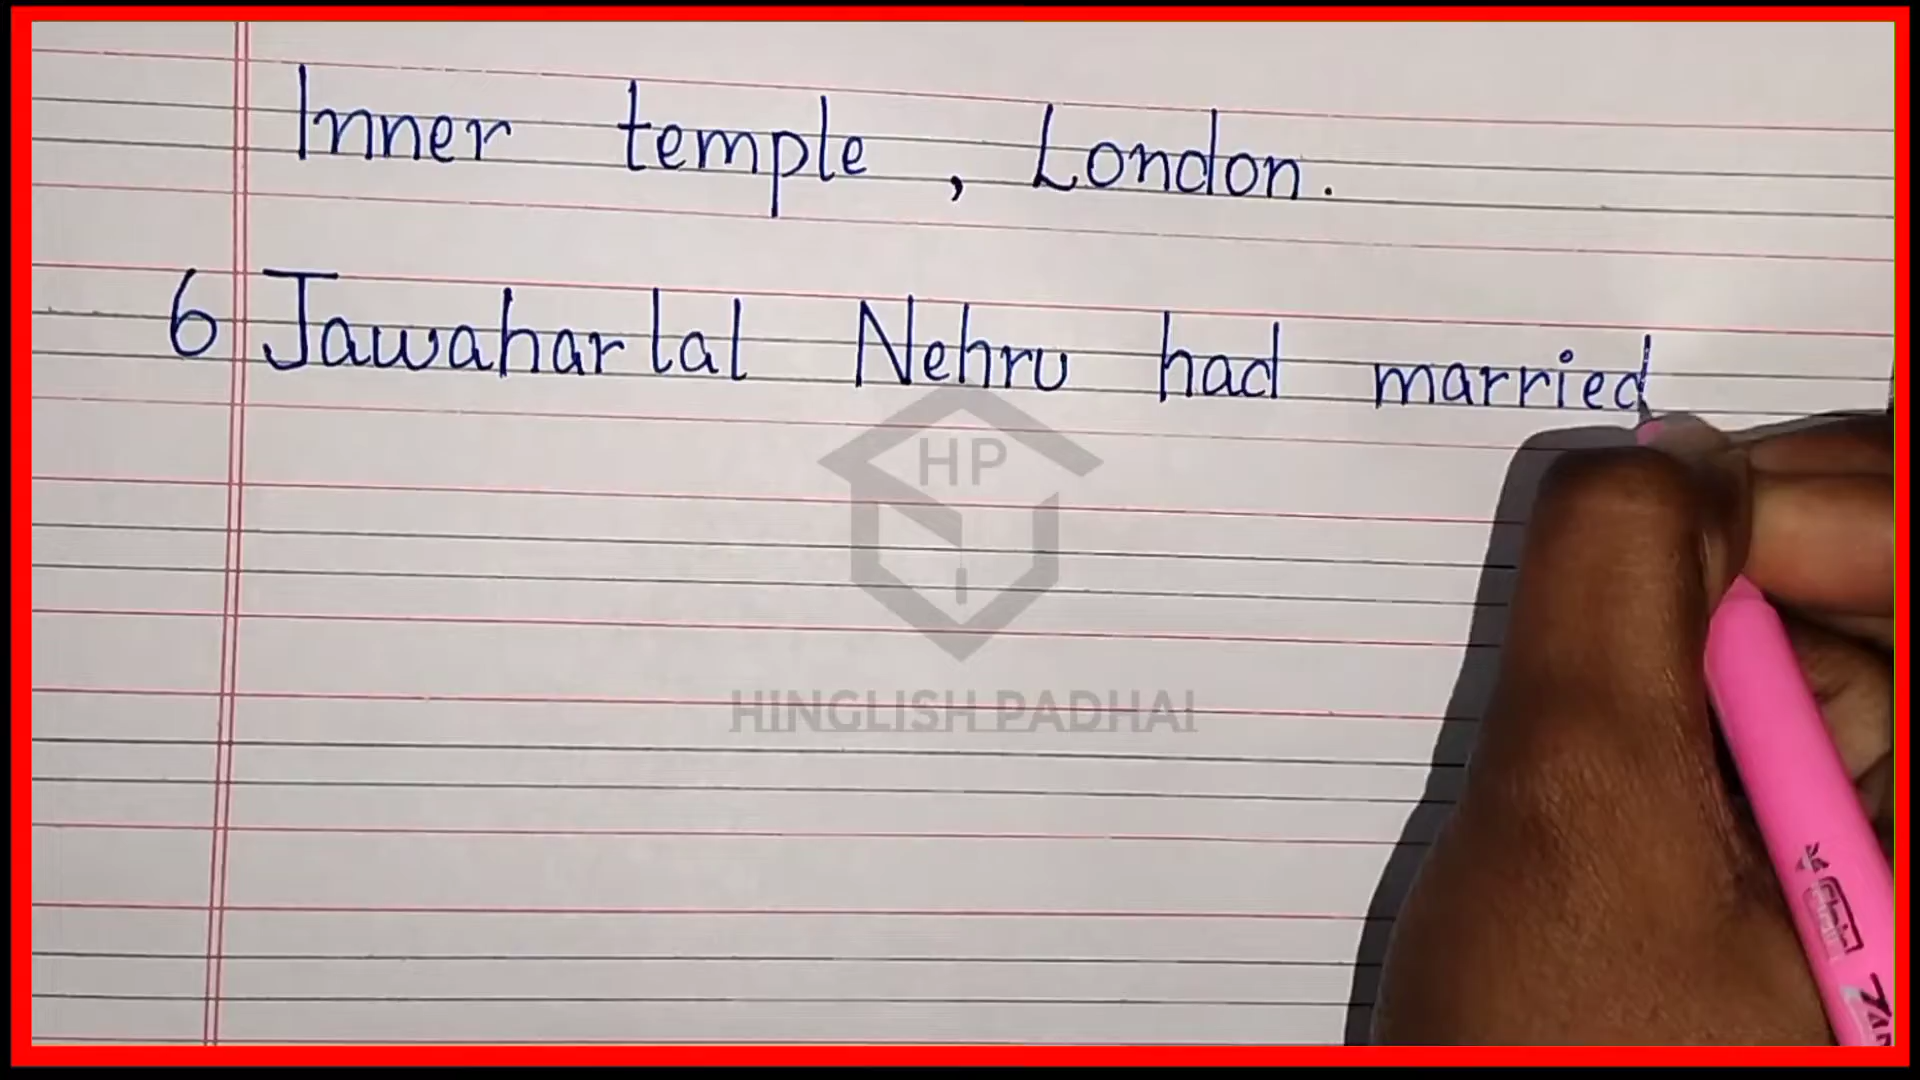 Inner temple , London.
6 Jawaharlal Nehru had married
HP
HINGLISH PADHAI